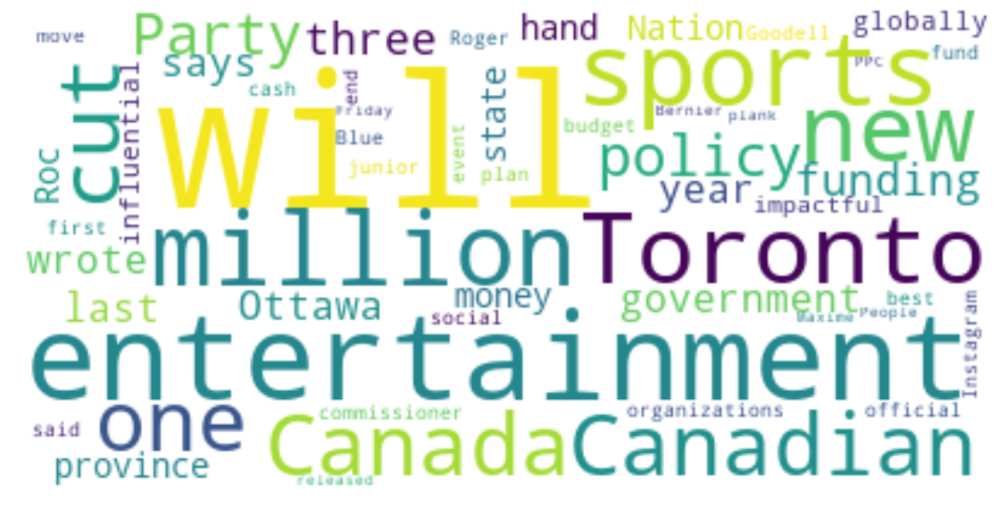 move
Party
three
Roger
hand
Nation
Goodell
globally
says
cash
end
Friday
Blue
state
sports
PPC
fund
cut
influential
will
junior
event
plan
budget
Bernier
plank
new
Roc
policy
funding
year
impactful
first
wrote
million
Toronto
last
Ottawa
money
social
government
best
Maxime
People
Instagram
entertainment
said
one
commissioner
organizations
official
province
Canada
Canadian
released